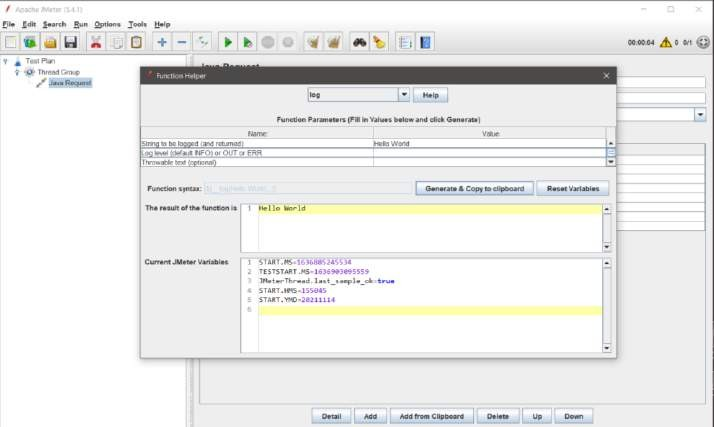 Apache JMeter (5.4.1)
File Edit Search Run Options Tools Help
00:00:04 0 0/1
Test Plan
Thread Group
Java Request
Java Request
Function Helper
log Help
Function Parameters (Fill in Values below and click Generate)
Name: Value
String to be logged (and returned) Hello World
Log level (default INFO) or OUT or ERR
Throwable text (optional)
Function syntax: ${__log(Hello World,,,)} Generate & Copy to clipboard Reset Variables
The result of the function is 1 Hello World
Current JMeter Variables 1 START.MS=1636885245534
2 TESTSTART.MS=1636903095559
3 JMeterThread.last_sample_ok=true
4 START.HMS=155045
5 START.YMD=20211114
6
Detail Add Add from Clipboard Delete Up Down